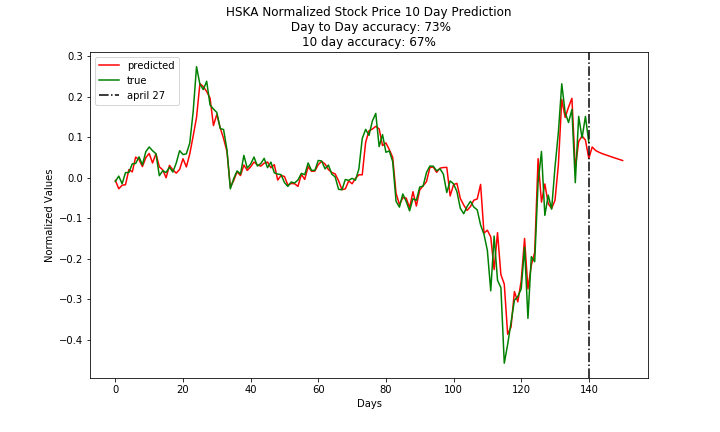 HSKA Normalized Stock Price 10 Day Prediction
Day to Day accuracy: 73%
10 day accuracy: 67%
predicted
true
april 27
Normalized Values
0.3
0.2
0.1
0.0
−0.1
−0.2
−0.3
−0.4
0 20 40 60 80 100 120 140
Days